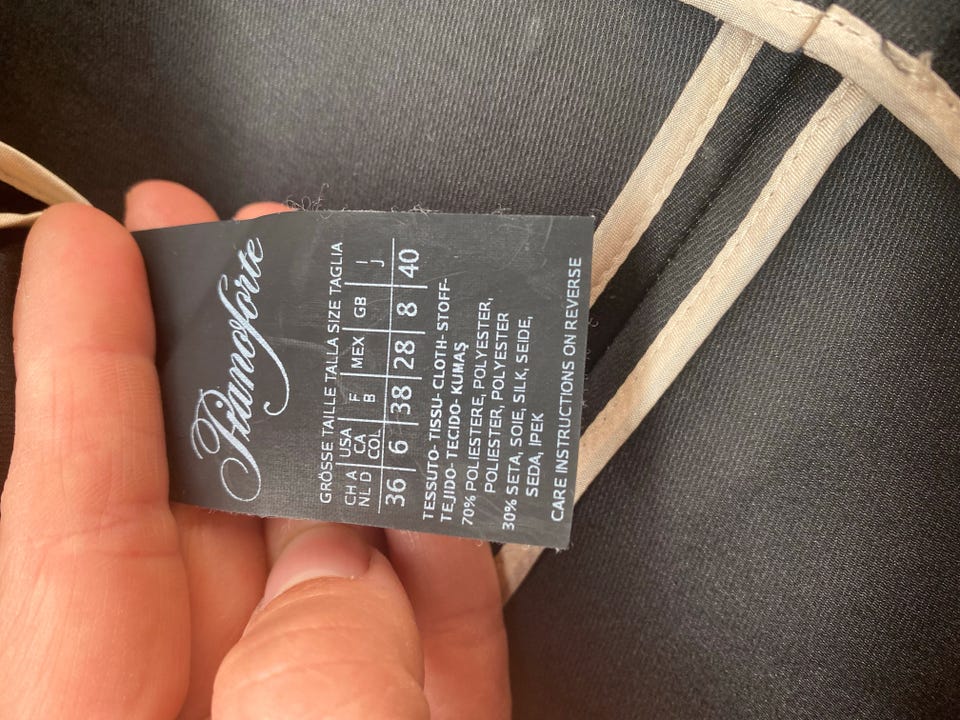 Pianoforte
GRÖSSE TAILLE TALLA SIZE TAGLIA
CH A USA F MEX GB I
NL D CA B J
COL
36 6 38 28 8 40
TESSUTO- TISSU- CLOTH- STOFF-
TEJIDO- TECIDO- KUMAŞ
70% POLIESTERE, POLYESTER,
POLIESTER, POLYESTER
30% SETA, SOIE, SILK, SEIDE,
SEDA, IPEK
CARE INSTRUCTIONS ON REVERSE